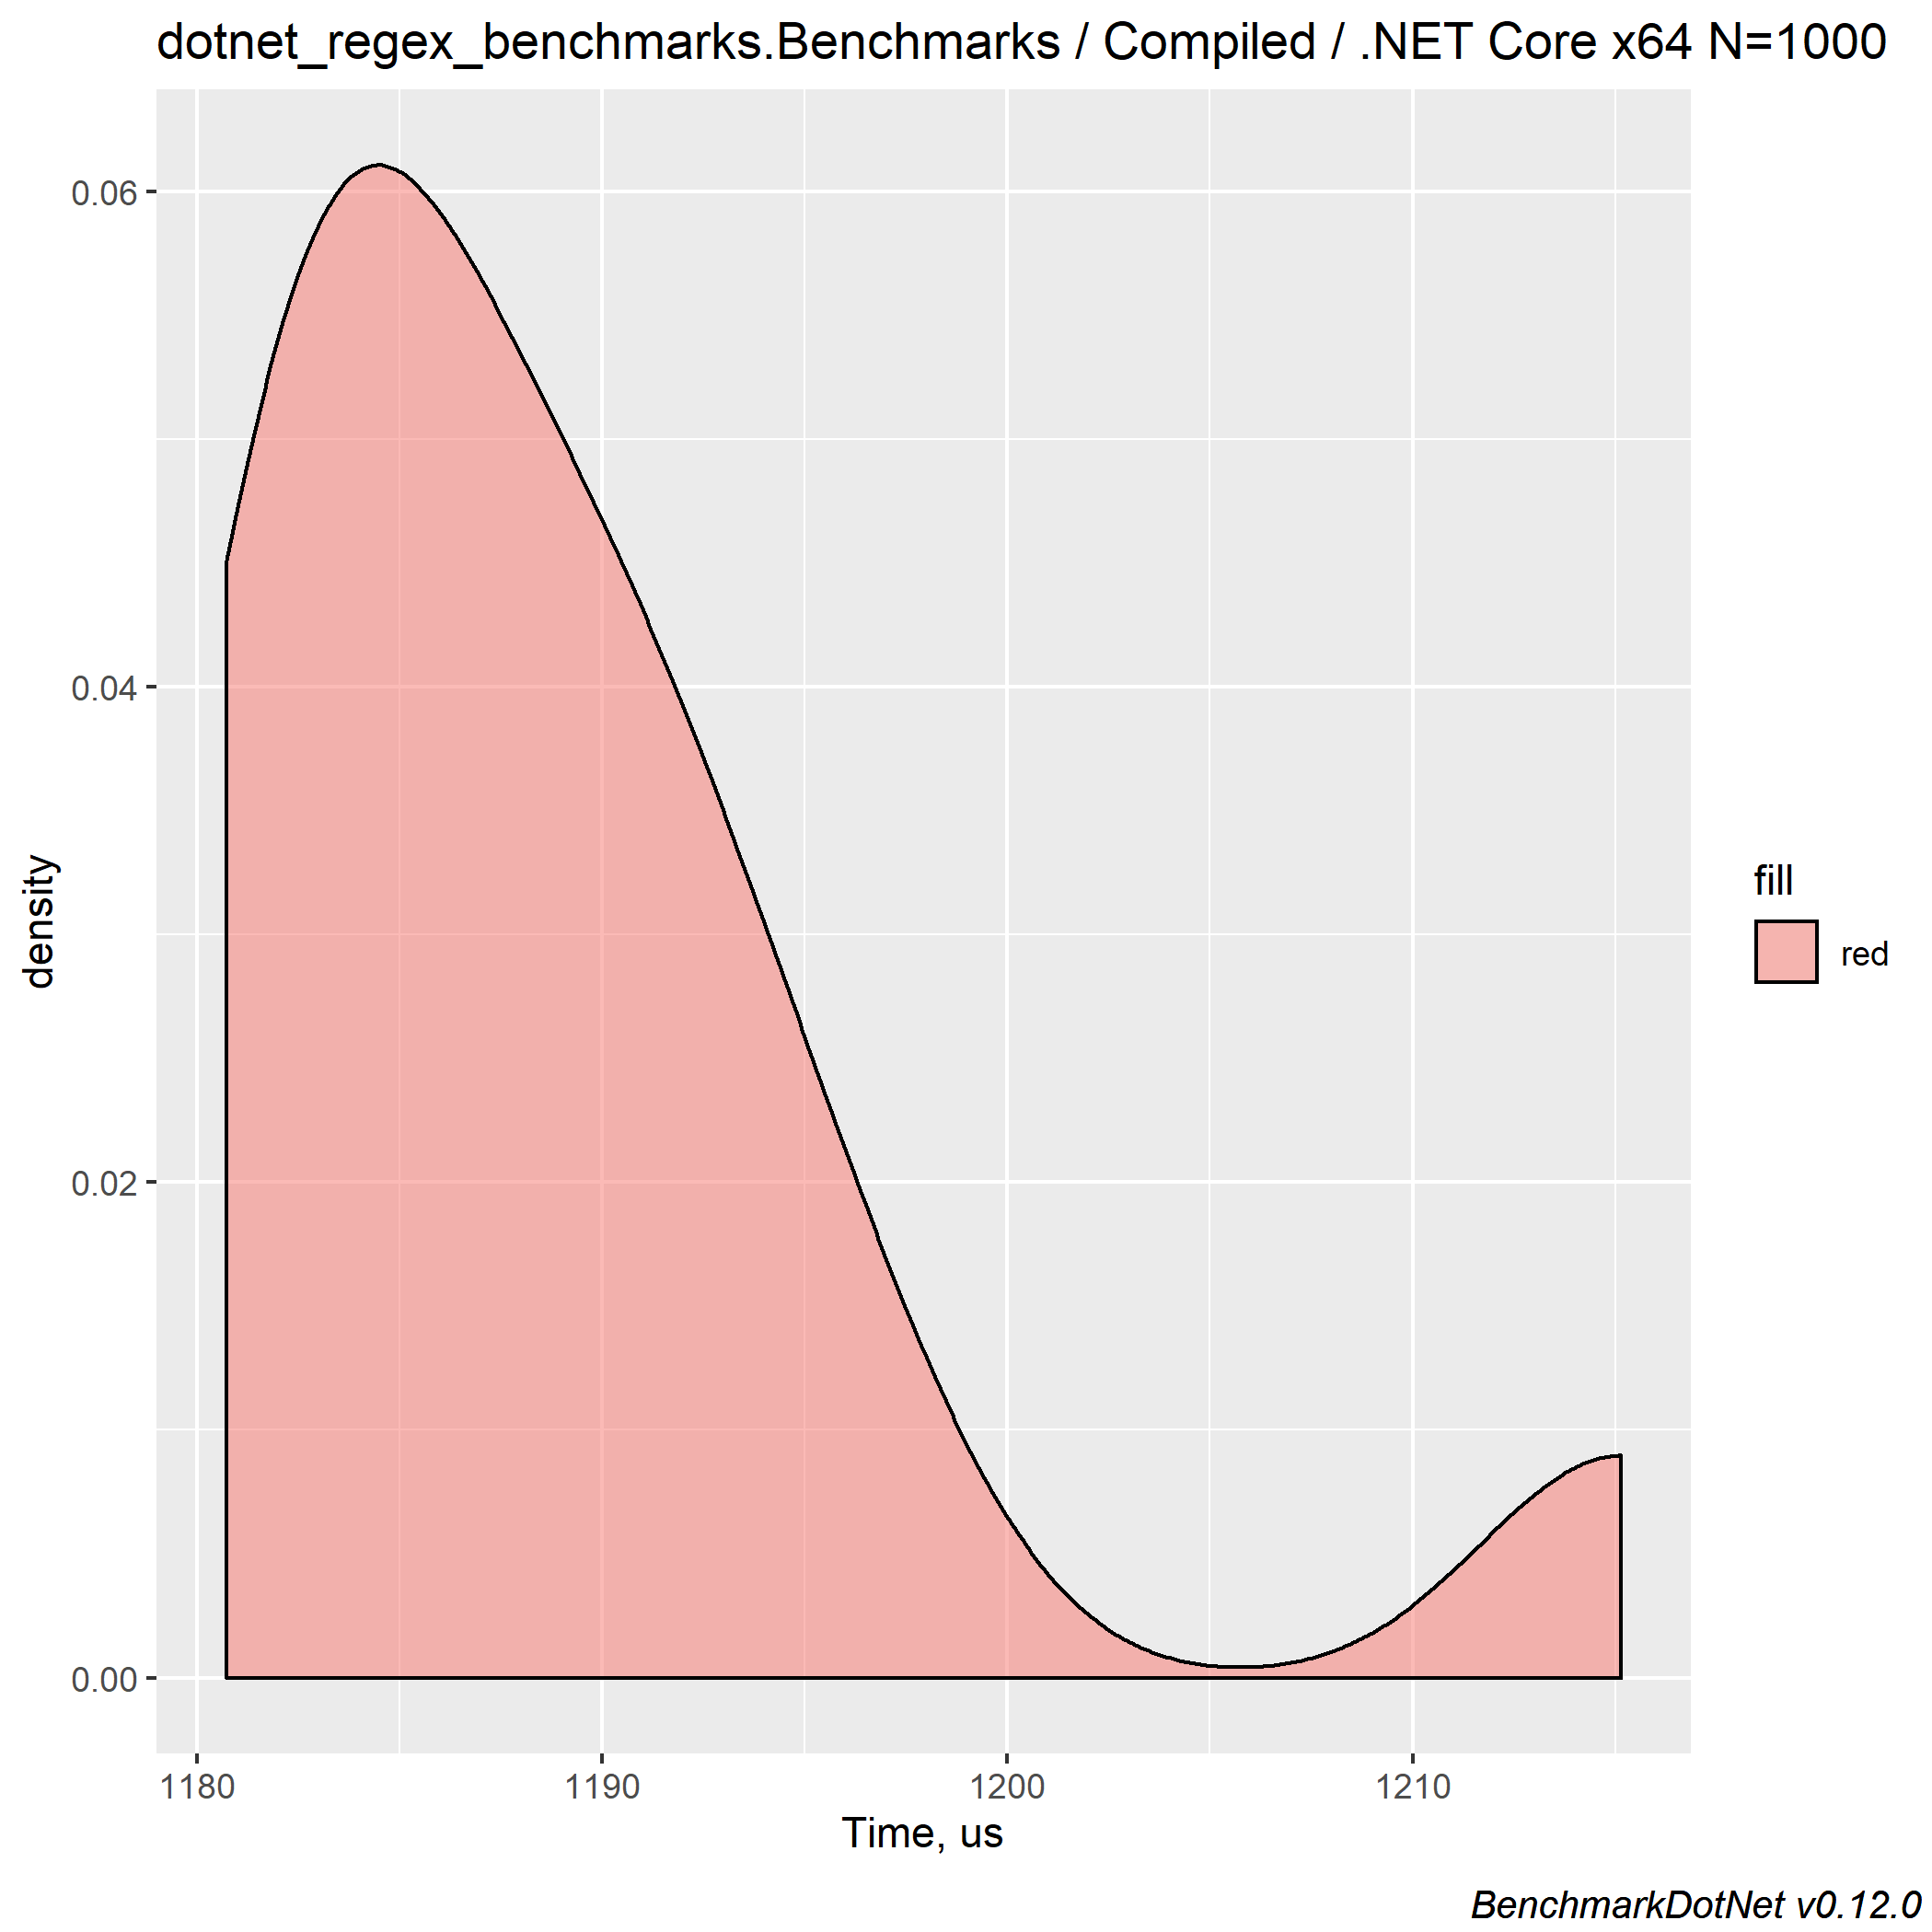 dotnet_regex_benchmarks.Benchmarks / Compiled / .NET Core x64 N=1000
0.06
0.04
0.02
0.00
density
1180 1190 1200 1210
Time, us
fill
red
BenchmarkDotNet v0.12.0